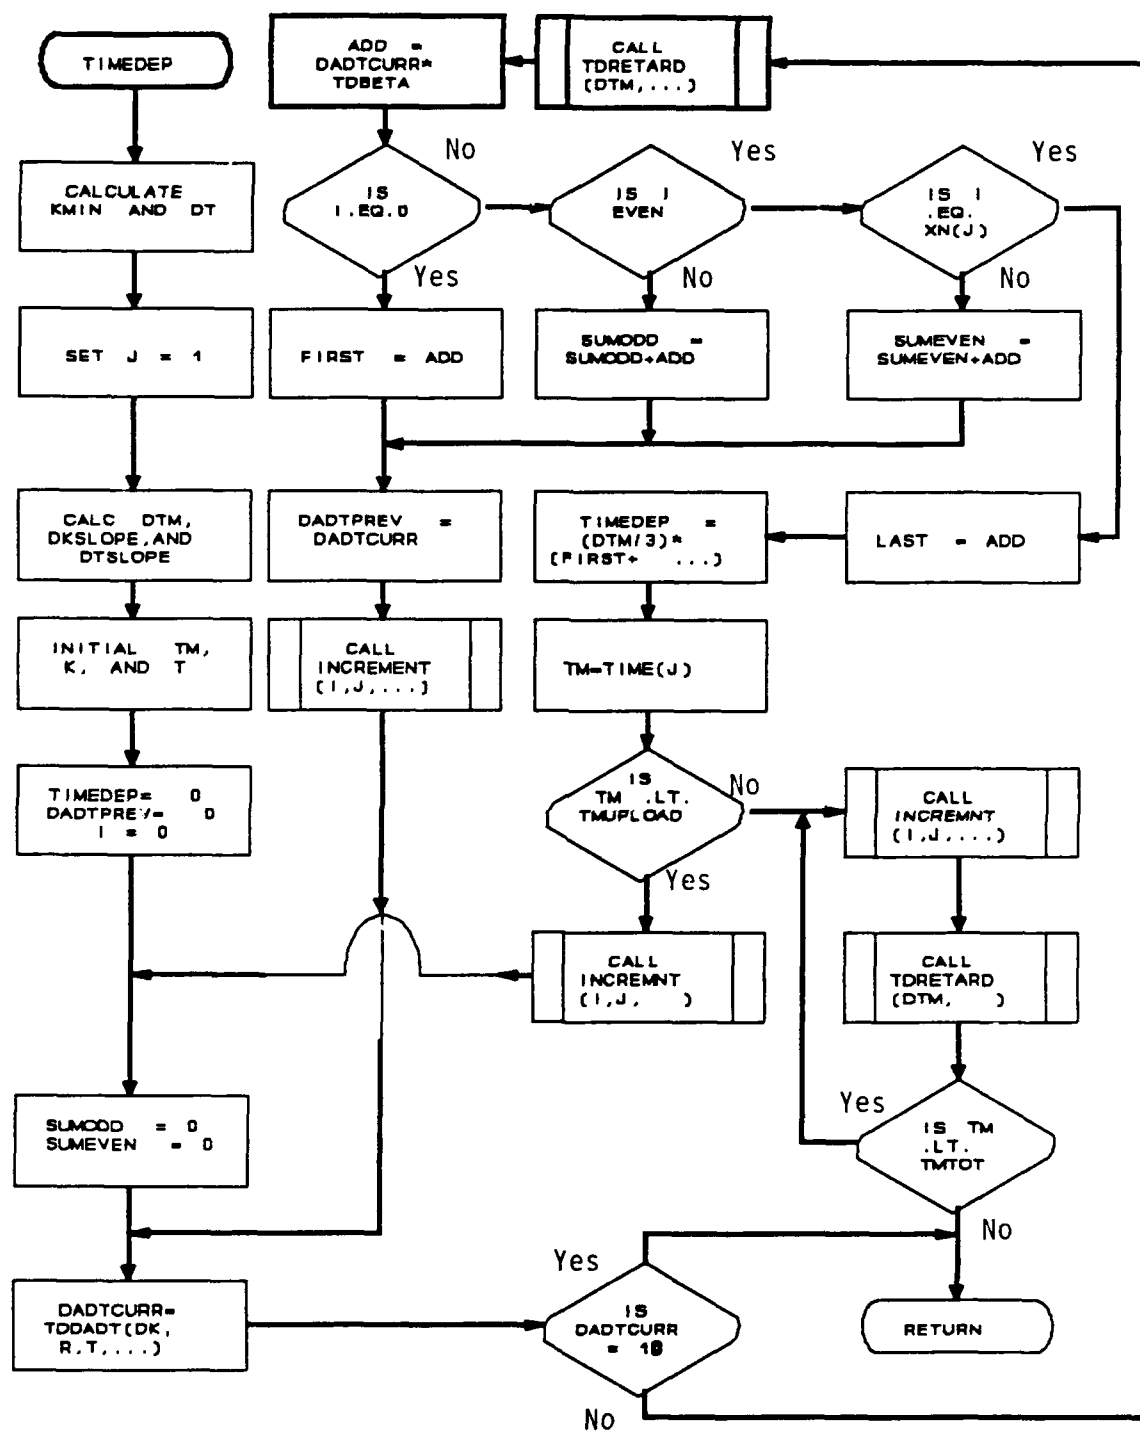 TIMEDEP
CALCULATE
KMIN AND DT
SET J = 1
CALC DTM,
DKSLOPE,AND
DTSLOPE
INITIAL TM,
K, AND T
TIMEDEP= 0
DADTPREV= 0
I = 0
SUMODD = 0
SUMEVEN = 0
DADTCURR=
TDDADT(DK,
R,T,...)
ADD =
DADTCURR*
TDBETA
CALL
TDRETARD
(DTM,...)
IS
I.EQ.0
No
Yes
IS I
EVEN
Yes
No
IS I
.EQ.
XN(J)
Yes
No
FIRST = ADD
SUMODD =
SUMODD+ADD
SUMEVEN =
SUMEVEN+ADD
DADTPREV =
DADTCURR
TIMEDEP =
(DTM/3)*
(FIRST+ ...)
LAST = ADD
CALL
INCREMENT
(I,J,...)
TM=TIME(J)
IS
TM .LT.
TMUPLOAD
No
Yes
CALL
INCREMNT
(I,J,...)
CALL
INCREMNT
(I,J, )
CALL
TDRETARD
(DTM, )
Yes
IS TM
.LT.
TMTOT
No
Yes
IS
DADTCURR
No
RETURN